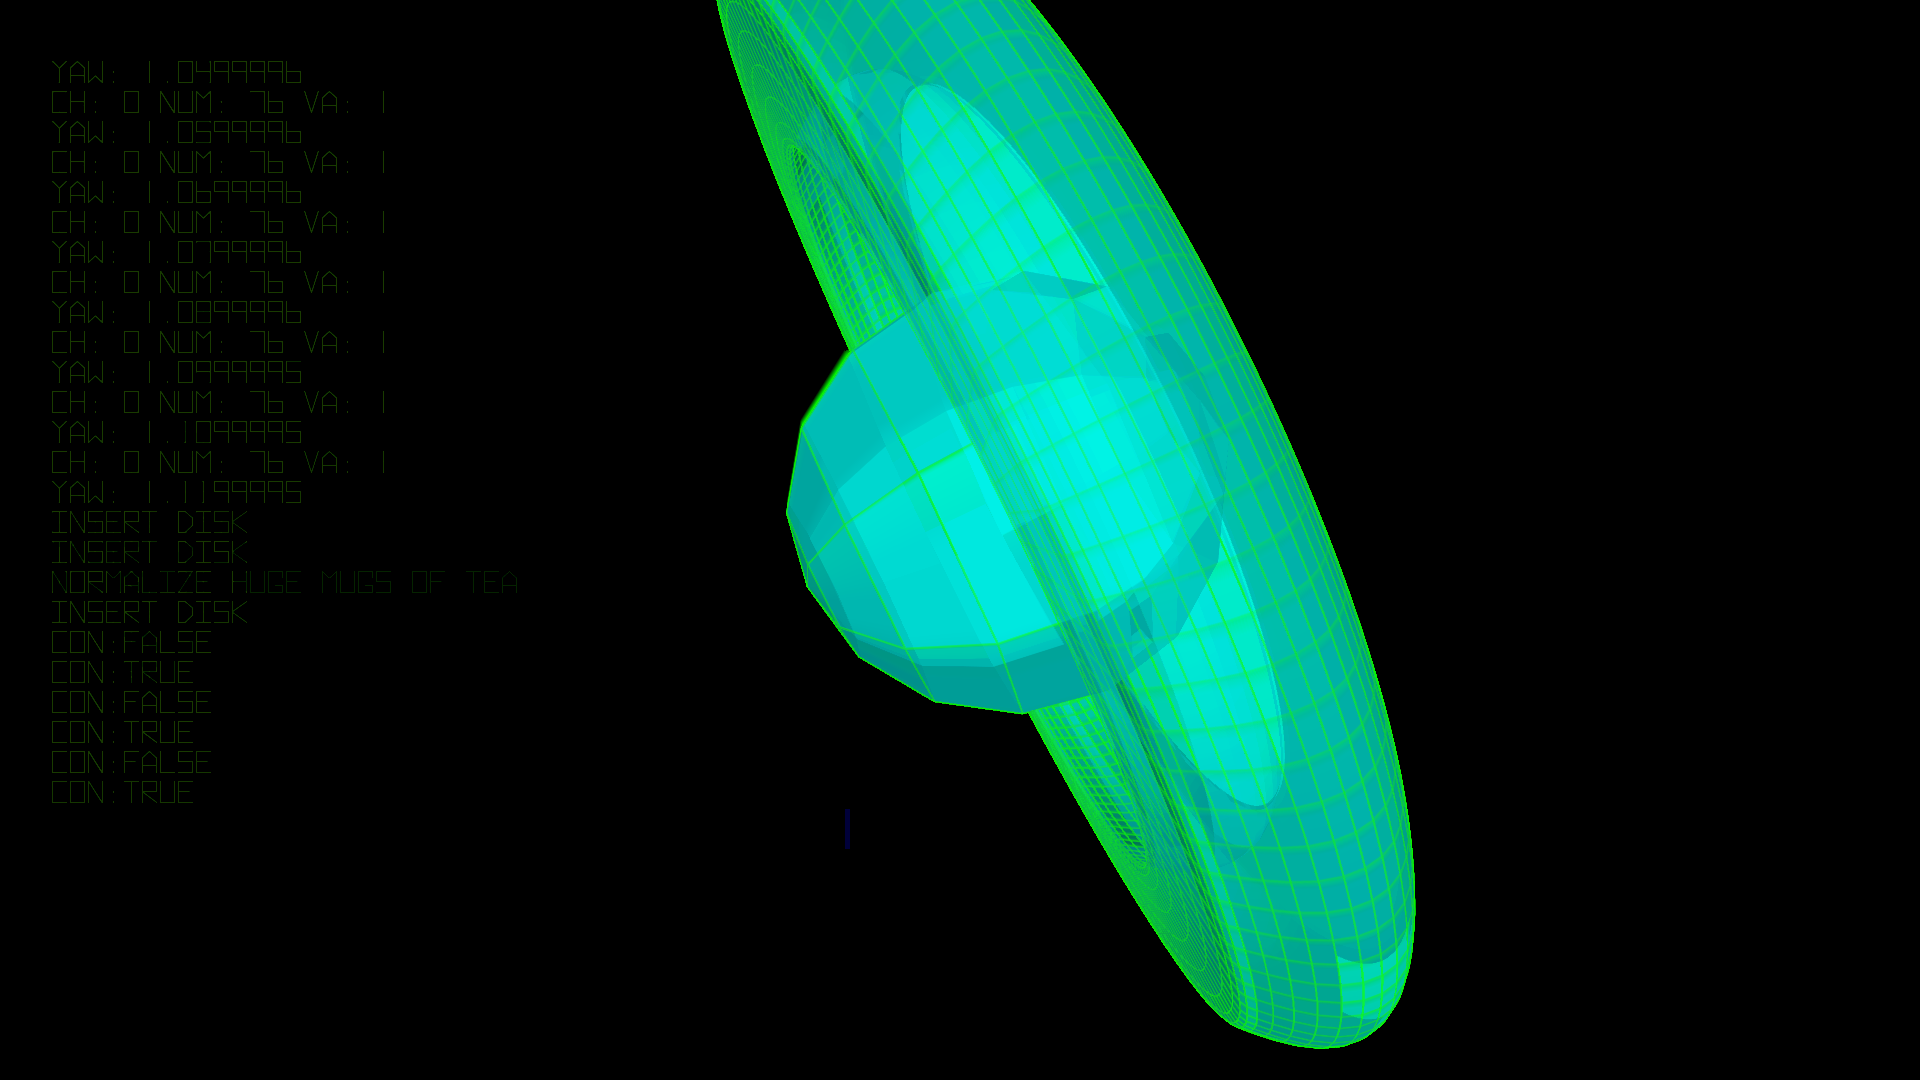 YAW: 1.0499996
CH: 0 NUM: 76 VA: 1
YAW: 1.0599996
CH: 0 NUM: 76 VA: 1
YAW: 1.0699996
CH: 0 NUM: 76 VA: 1
YAW: 1.0799996
CH: 0 NUM: 76 VA: 1
YAW: 1.0899996
CH: 0 NUM: 76 VA: 1
YAW: 1.0999995
CH: 0 NUM: 76 VA: 1
YAW: 1.1099995
CH: 0 NUM: 76 VA: 1
YAW: 1.1199995
INSERT DISK
INSERT DISK
NORMALIZE HUGE MUGS OF TEA
INSERT DISK
CON:FALSE
CON:TRUE
CON:FALSE
CON:TRUE
CON:FALSE
CON:TRUE